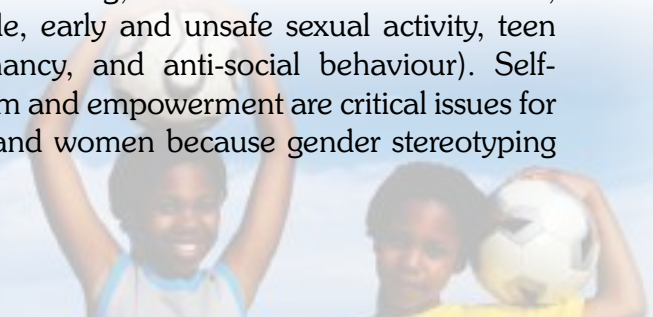 le, early and unsafe sexual activity, teen
nancy, and anti-social behaviour). Self-
m and empowerment are critical issues for
and women because gender stereotyping